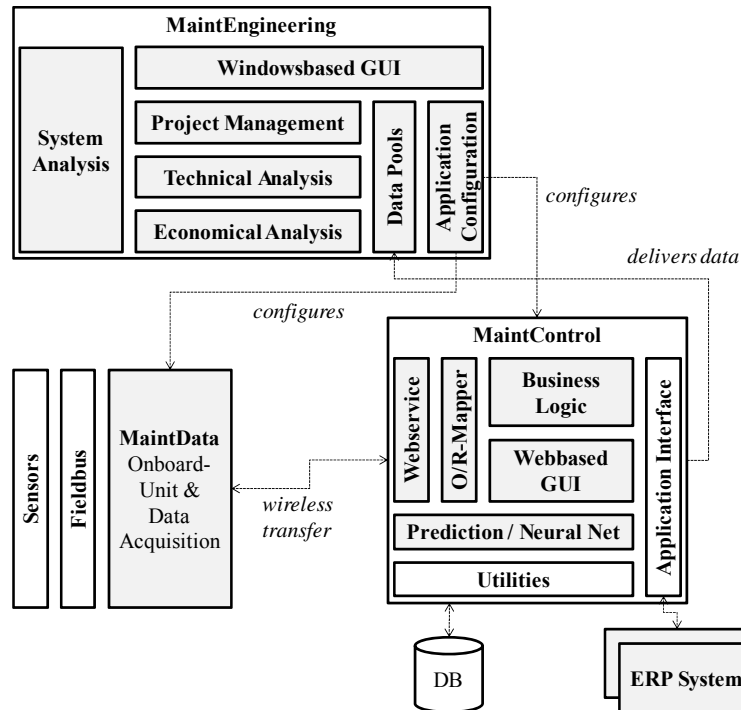 MaintEngineering
Windowsbased GUI
System
Analysis
Project Management
Technical Analysis
Economical Analysis
Data Pools
Application
Configuration
configures
delivers data
configures
MaintControl
Sensors
Fieldbus
MaintData
Onboard-
Unit &
Data
Acquisition
wireless
transfer
Webservice
O/R-Mapper
Business
Logic
Webbased
GUI
Application Interface
Prediction / Neural Net
Utilities
DB
ERP System